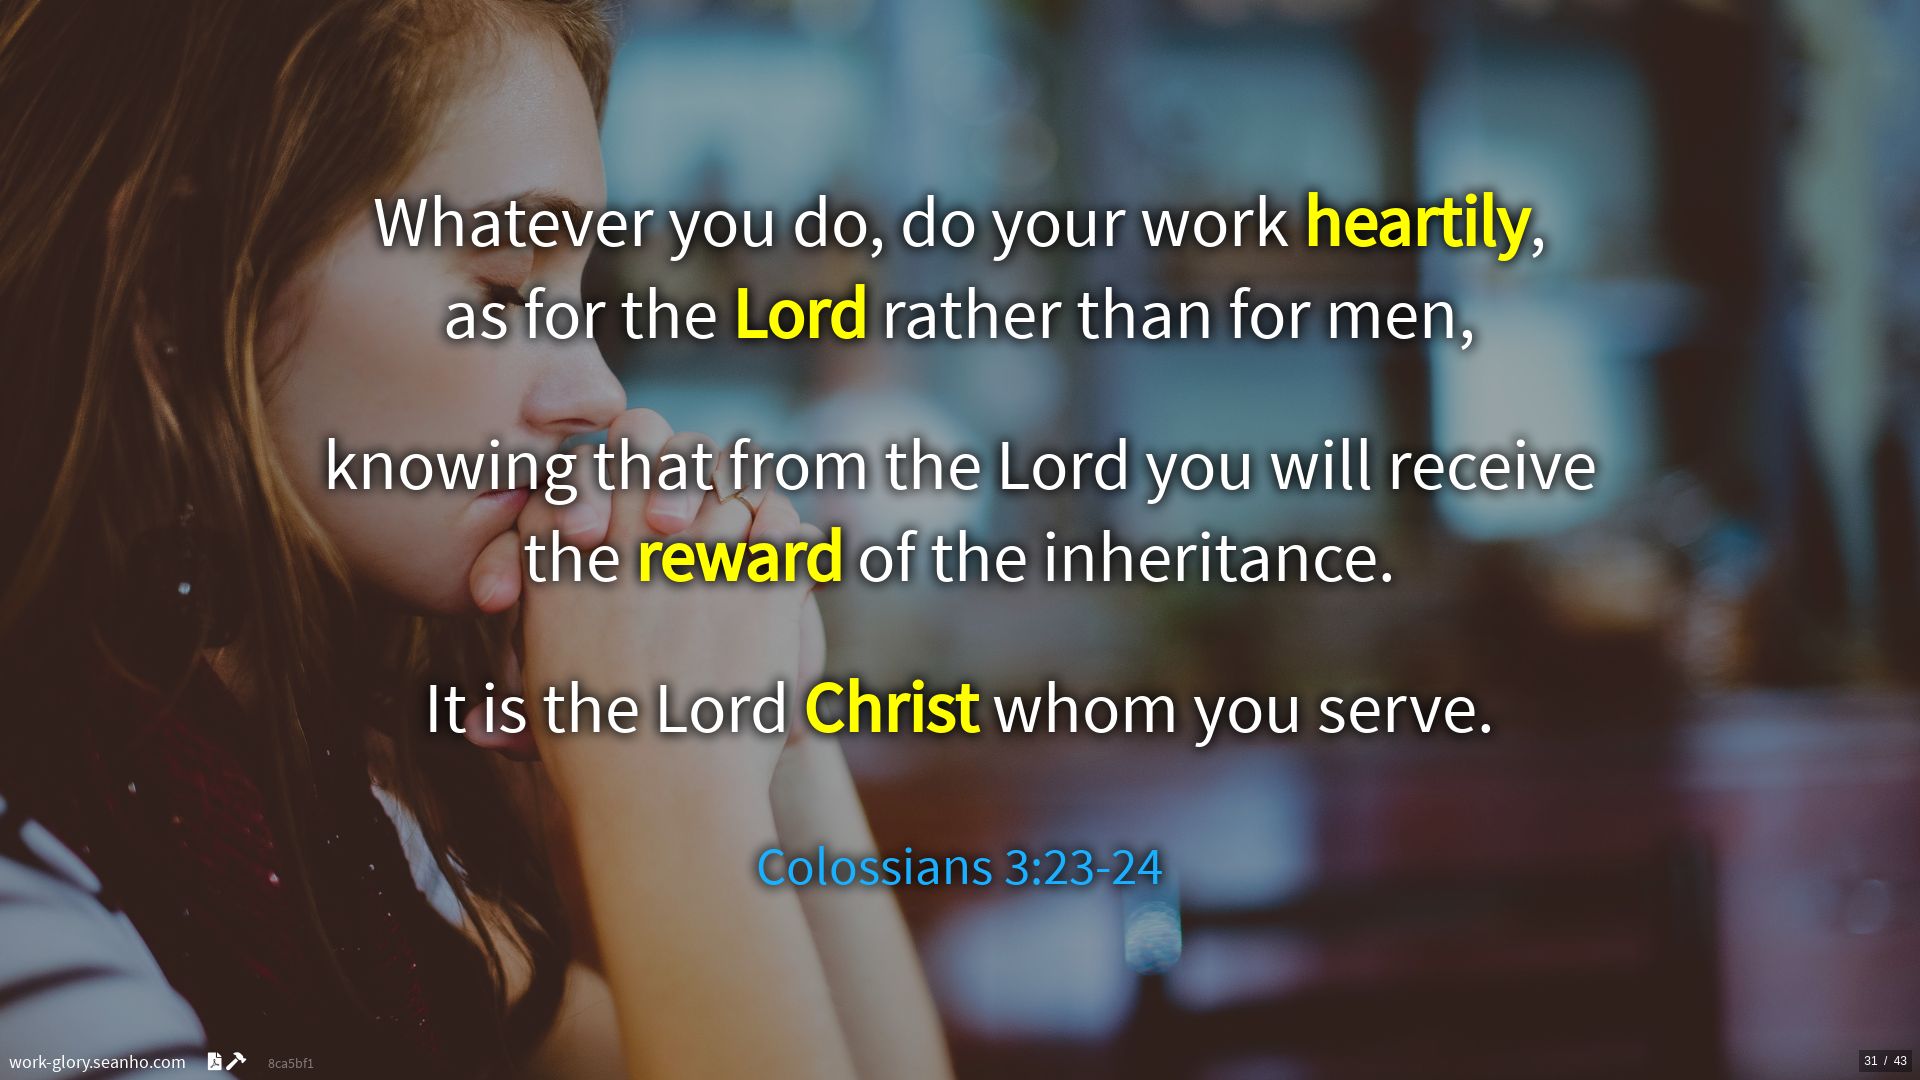 Whatever you do, do your work heartily,
as for the Lord rather than for men,
knowing that from the Lord you will receive
the reward of the inheritance.
It is the Lord Christ whom you serve.
Colossians 3:23-24
work-glory.seanho.com 8ca5bf1
31 / 43